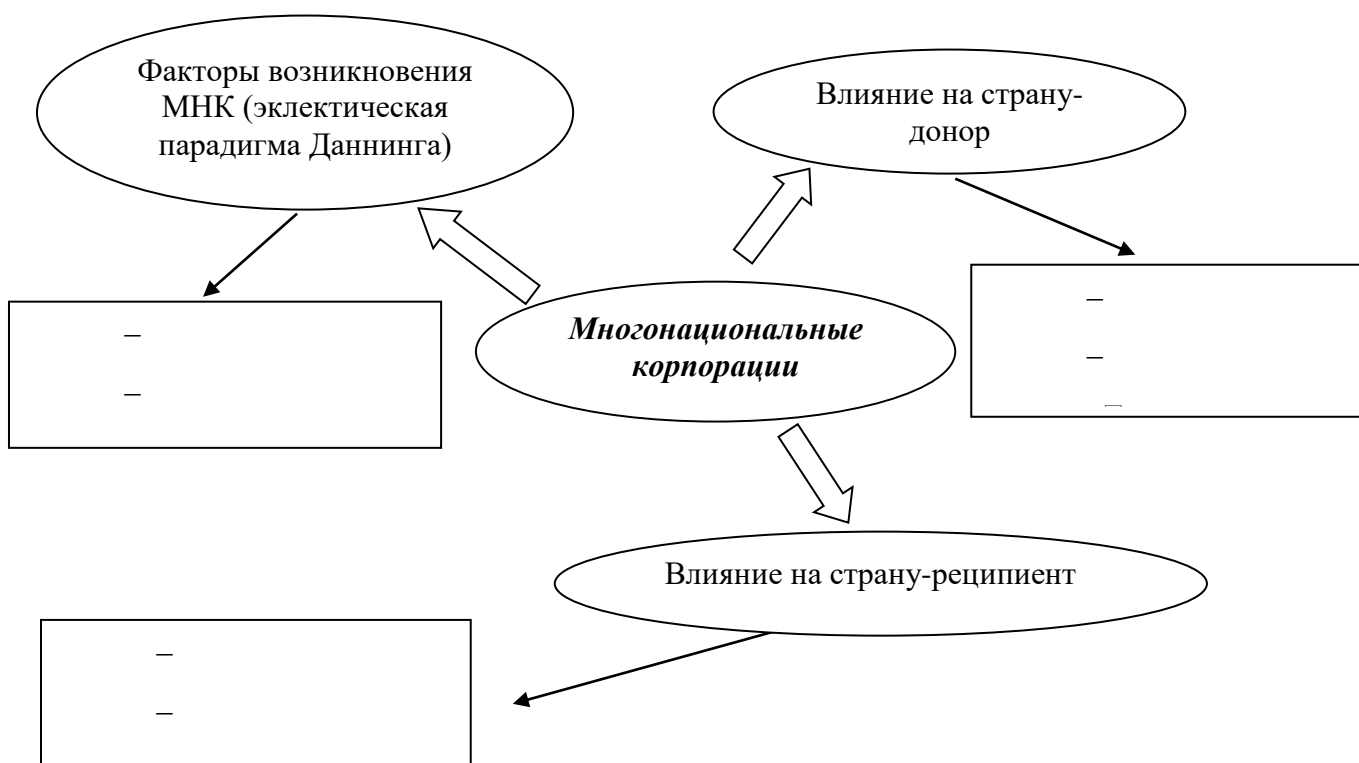 Факторы возникновения
МНК (эклектическая
парадигма Даннинга)
Влияние на страну-
донор
–
–
Многонациональные
корпорации
–
–
–
Влияние на страну-реципиент
–
–